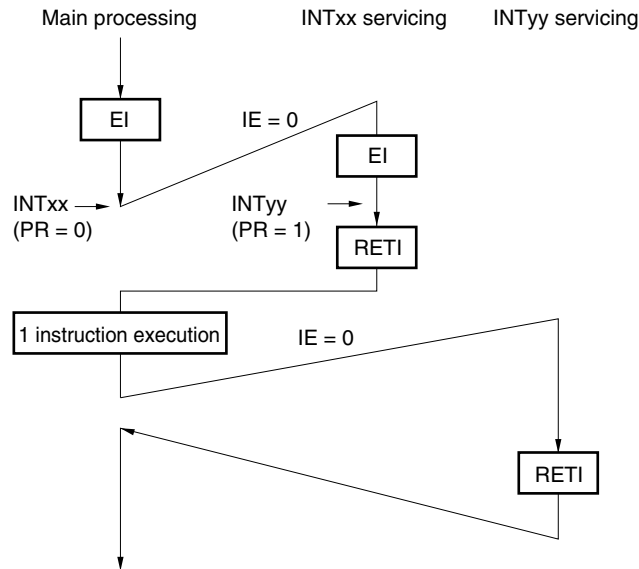 Main processing
INTxx servicing
INTyy servicing
EI
IE = 0
EI
INTxx
(PR = 0)
INTyy
(PR = 1)
RETI
1 instruction execution
IE = 0
RETI